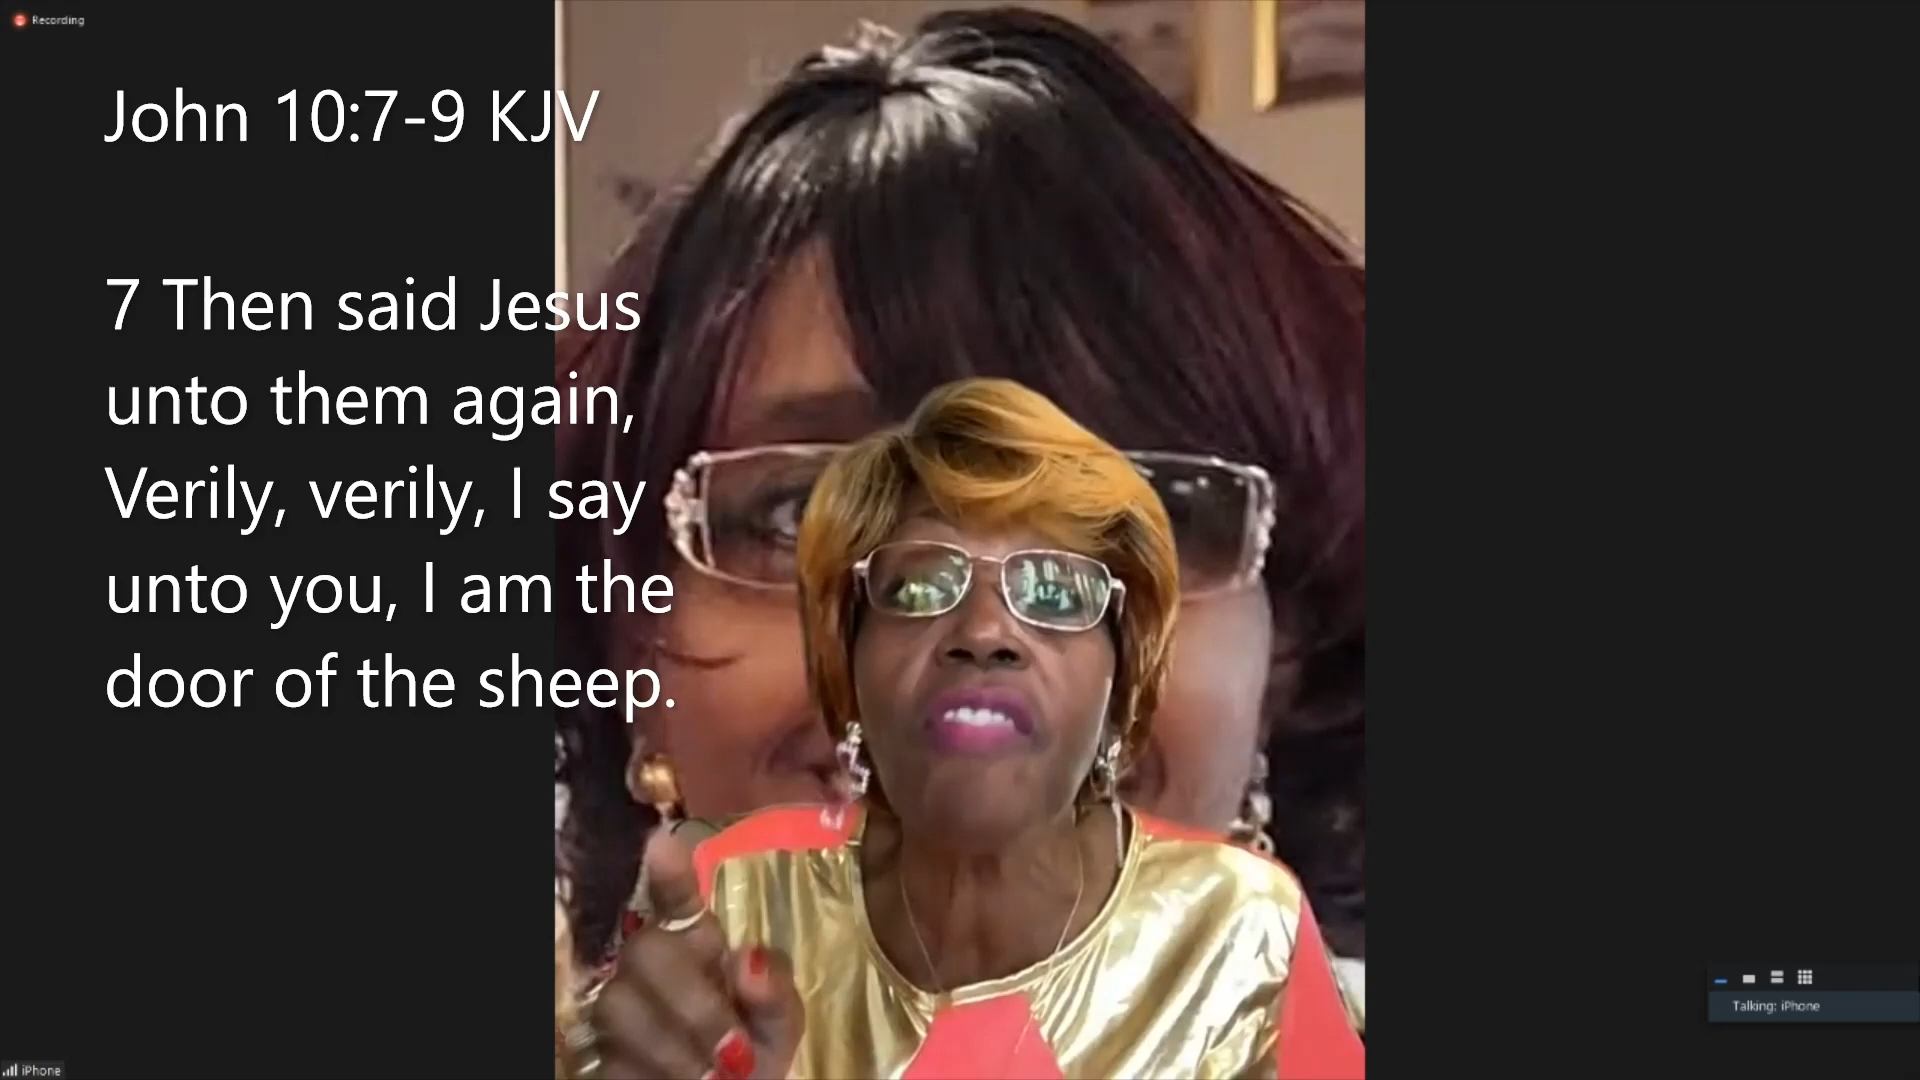 Recording
John 10:7-9 KJV
7 Then said Jesus
unto them again,
Verily, verily, I say
unto you, I am the
door of the sheep.
Talking: iPhone
iPhone